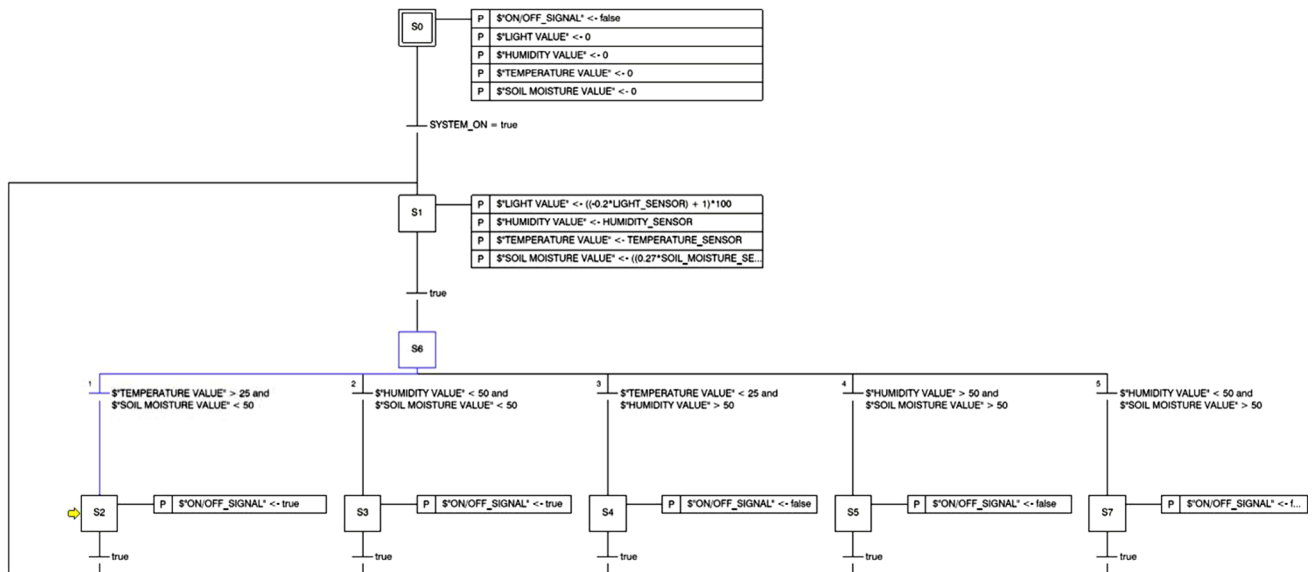 S0
P $"ON/OFF_SIGNAL" <- false
P $"LIGHT VALUE" <- 0
P $"HUMIDITY VALUE" <- 0
P $"TEMPERATURE VALUE" <- 0
P $"SOIL MOISTURE VALUE" <- 0
SYSTEM_ON = true
S1
P $"LIGHT VALUE" <- ((-0.2*LIGHT_SENSOR) + 1)*100
P $"HUMIDITY VALUE" <- HUMIDITY_SENSOR
P $"TEMPERATURE VALUE" <- TEMPERATURE_SENSOR
P $"SOIL MOISTURE VALUE" <- ((0.27*SOIL_MOISTURE_SE...
true
S6
1
$"TEMPERATURE VALUE" > 25 and
$"SOIL MOISTURE VALUE" < 50
2
$"HUMIDITY VALUE" < 50 and
$"SOIL MOISTURE VALUE" < 50
3
$"TEMPERATURE VALUE" < 25 and
$"HUMIDITY VALUE" > 50
4
$"HUMIDITY VALUE" > 50 and
$"SOIL MOISTURE VALUE" > 50
5
$"HUMIDITY VALUE" < 50 and
$"SOIL MOISTURE VALUE" > 50
S2
P $"ON/OFF_SIGNAL" <- true
S3
P $"ON/OFF_SIGNAL" <- true
S4
P $"ON/OFF_SIGNAL" <- false
S5
P $"ON/OFF_SIGNAL" <- false
S7
P $"ON/OFF_SIGNAL" <- f...
true
true
true
true
true